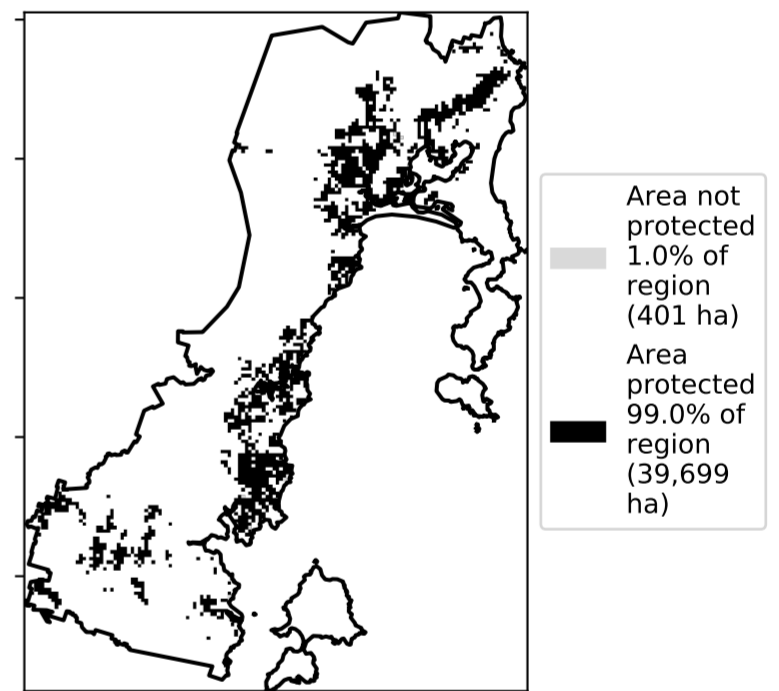 Area not
protected
1.0% of
region
(401 ha)
Area
protected
99.0% of
region
(39,699
ha)